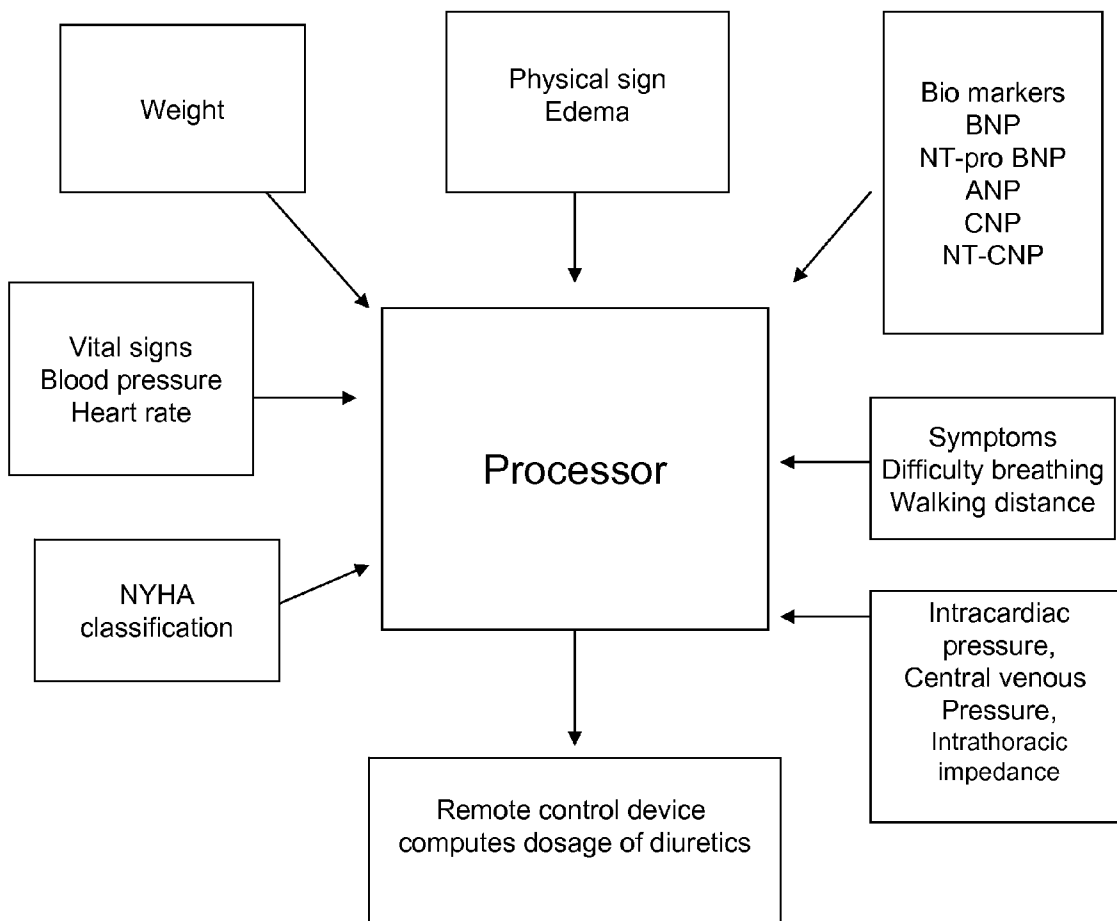 Weight
Physical sign
Edema
Bio markers
BNP
NT-pro BNP
ANP
CNP
NT-CNP
Vital signs
Blood pressure
Heart rate
Processor
Symptoms
Difficulty breathing
Walking distance
NYHA
classification
Intracardiac
pressure,
Central venous
Pressure,
Intrathoracic
impedance
Remote control device
computes dosage of diuretics